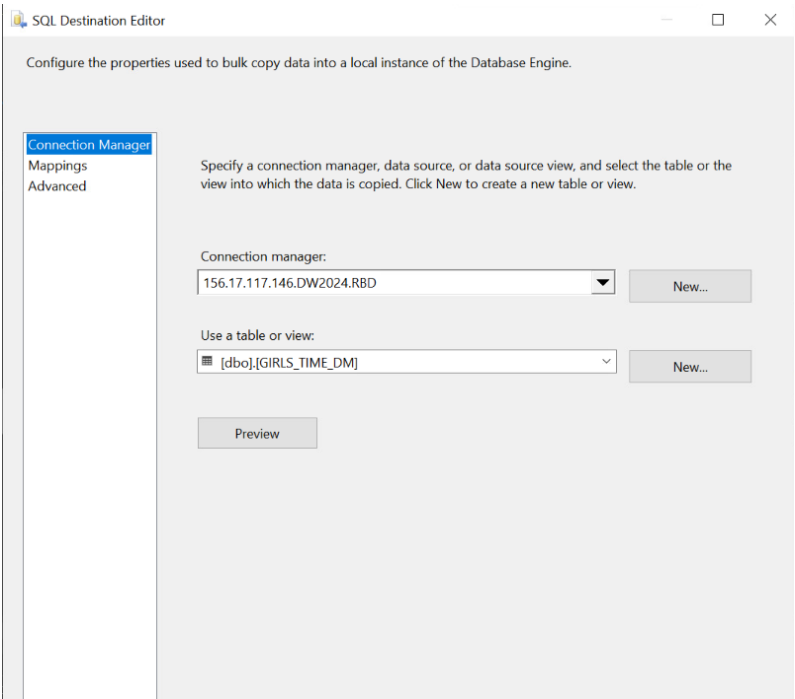 SQL Destination Editor
Configure the properties used to bulk copy data into a local instance of the Database Engine.
Connection Manager
Mappings
Advanced
Specify a connection manager, data source, or data source view, and select the table or the
view into which the data is copied. Click New to create a new table or view.
Connection manager:
156.17.117.146.DW2024.RBD
New...
Use a table or view:
[dbo].[GIRLS_TIME_DM]
New...
Preview